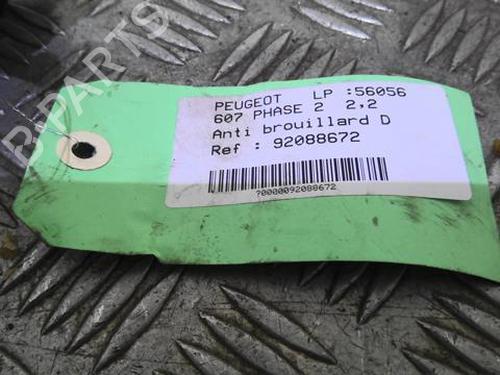 PEUGEOT LP :56056
607 PHASE 2 2,2
Anti brouillard D
Ref : 92088672
70000092088672
B-PARTS